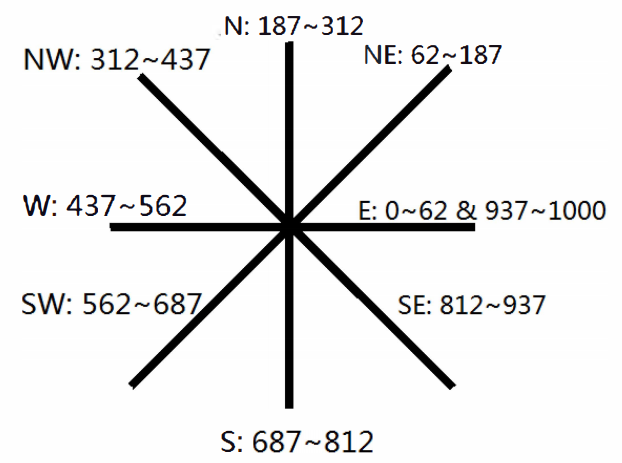 N: 187~312
NW: 312~437
NE: 62~187
W: 437~562
E: 0~62 & 937~1000
SW: 562~687
SE: 812~937
S: 687~812